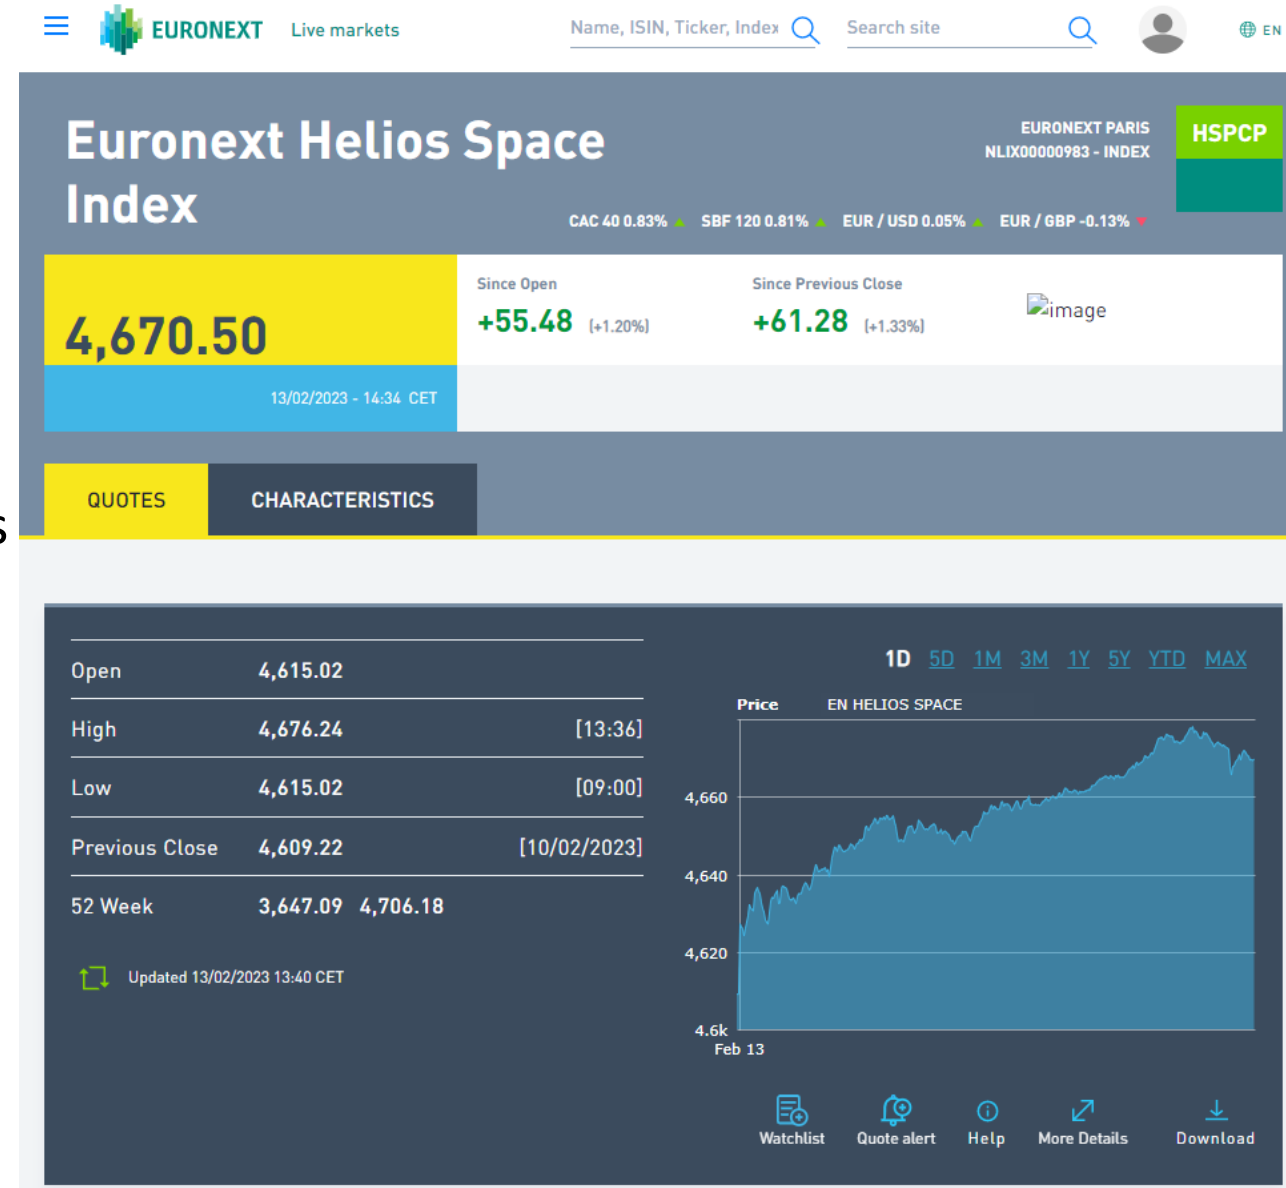 EURONEXT Live markets Name, ISIN, Ticker, Index Search site EN
Euronext Helios Space
Index
EURONEXT PARIS
NLIX00000983 - INDEX
HSPCP
CAC 40 0.83% SBF 120 0.81% EUR / USD 0.05% EUR / GBP -0.13%
4,670.50
13/02/2023 - 14:34 CET
Since Open
+55.48 (+1.20%)
Since Previous Close
+61.28 (+1.33%)
image
QUOTES CHARACTERISTICS
s
Open 4,615.02
High 4,676.24 [13:36]
Low 4,615.02 [09:00]
Previous Close 4,609.22 [10/02/2023]
52 Week 3,647.09 4,706.18
Updated 13/02/2023 13:40 CET
1D 5D 1M 3M 1Y 5Y YTD MAX
Price EN HELIOS SPACE
4,660
4,640
4,620
4.6k
Feb 13
Watchlist Quote alert Help More Details Download